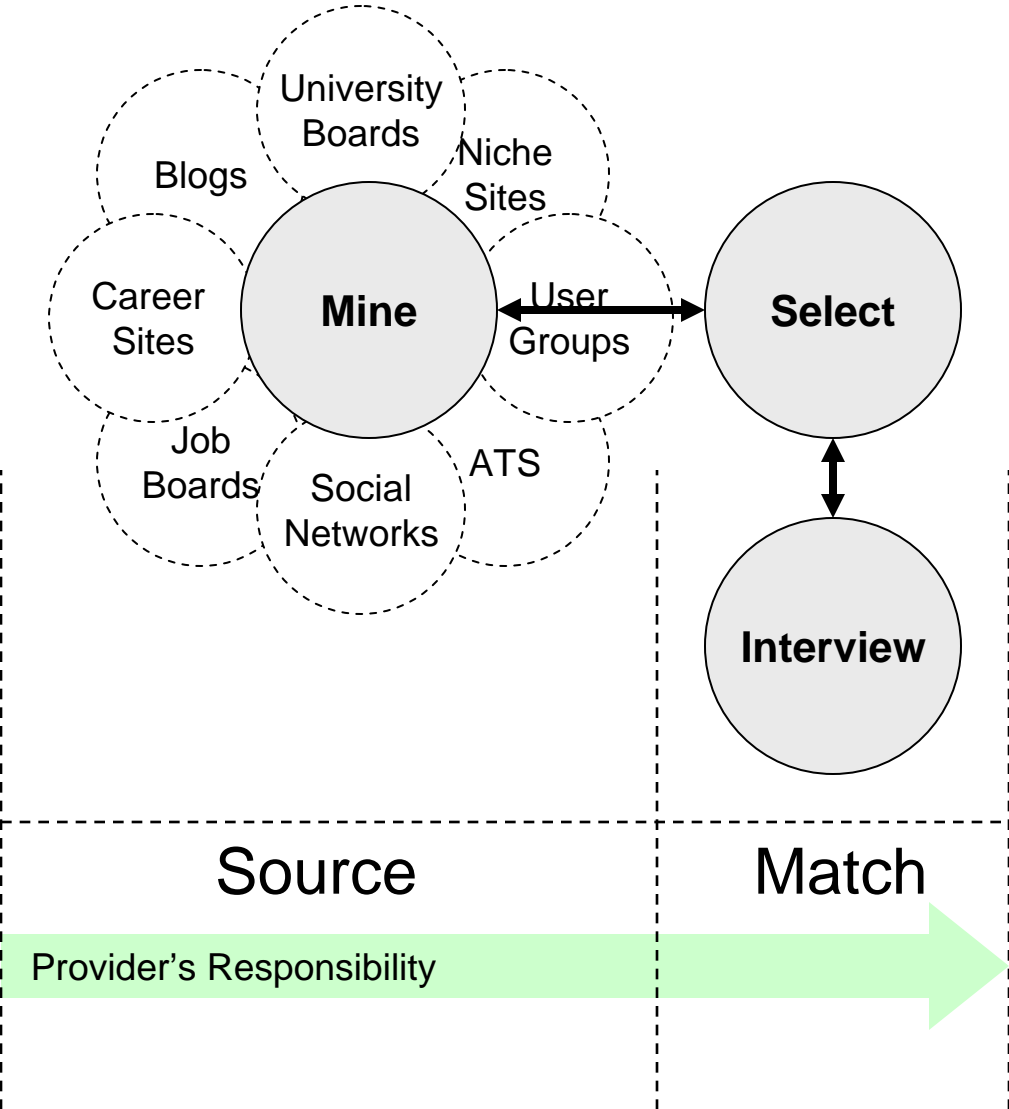 University
Boards
Niche
Sites
Blogs
Career
Sites
Mine
User
Groups
Select
Job
Boards
Social
Networks
ATS
Interview
Source
Match
Provider’s Responsibility